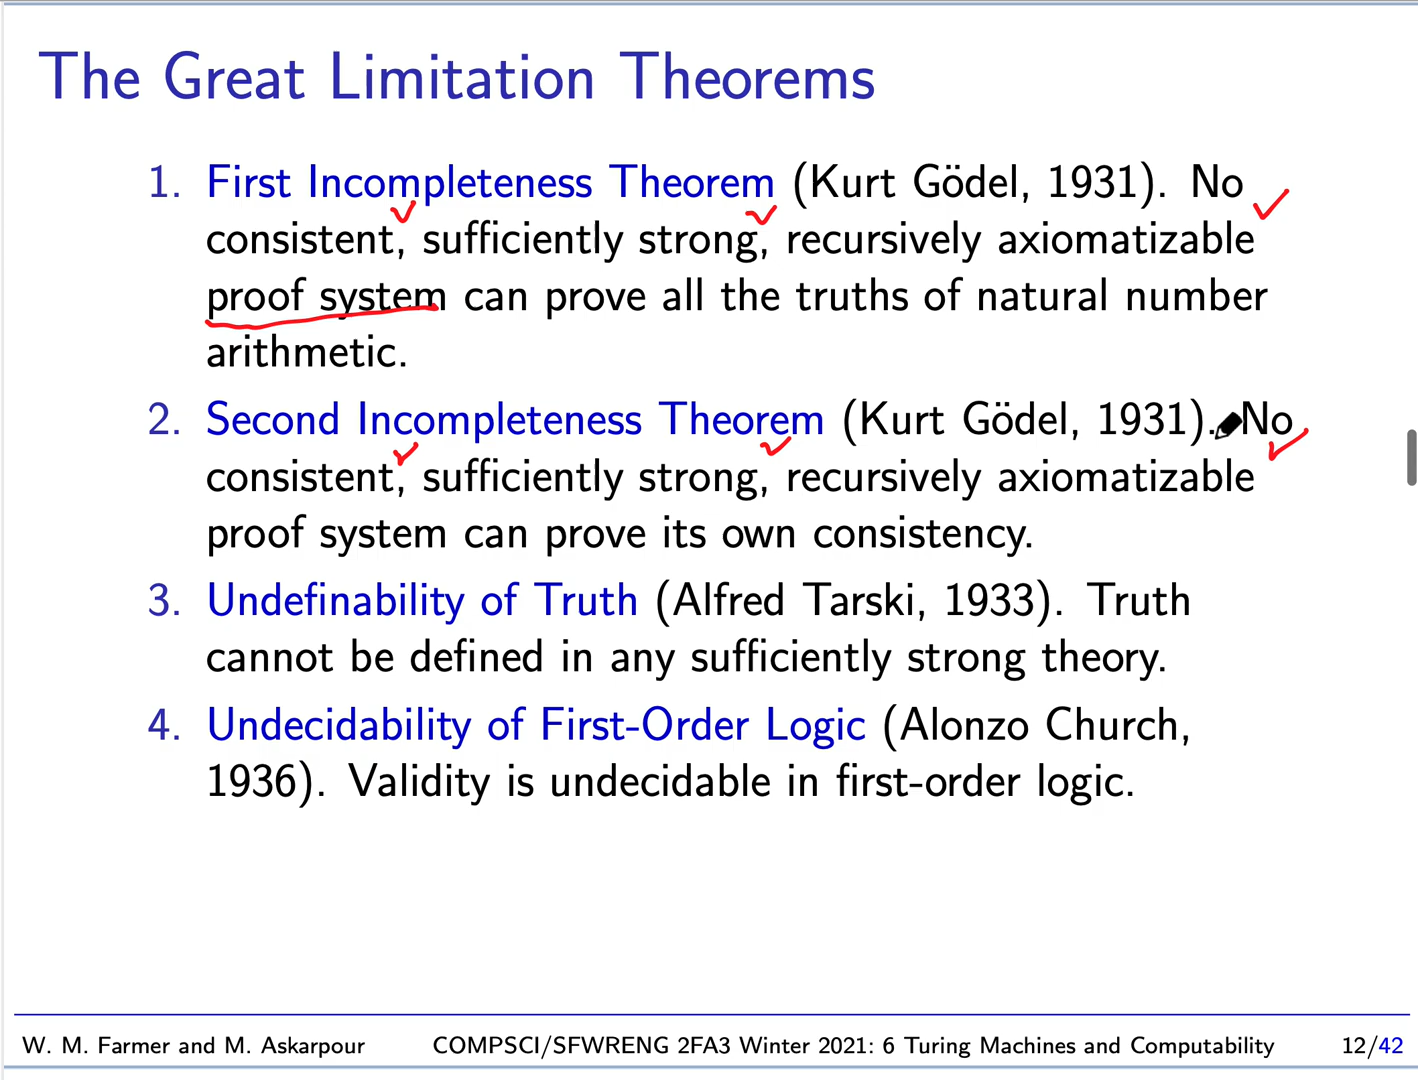 The Great Limitation Theorems
1. First Incompleteness Theorem (Kurt Gödel, 1931). No
consistent, sufficiently strong, recursively axiomatizable
proof system can prove all the truths of natural number
arithmetic.
2. Second Incompleteness Theorem (Kurt Gödel, 1931). No
consistent, sufficiently strong, recursively axiomatizable
proof system can prove its own consistency.
3. Undefinability of Truth (Alfred Tarski, 1933). Truth
cannot be defined in any sufficiently strong theory.
4. Undecidability of First-Order Logic (Alonzo Church,
1936). Validity is undecidable in first-order logic.
W. M. Farmer and M. Askarpour COMPSCI/SFWRENG 2FA3 Winter 2021: 6 Turing Machines and Computability 12/42